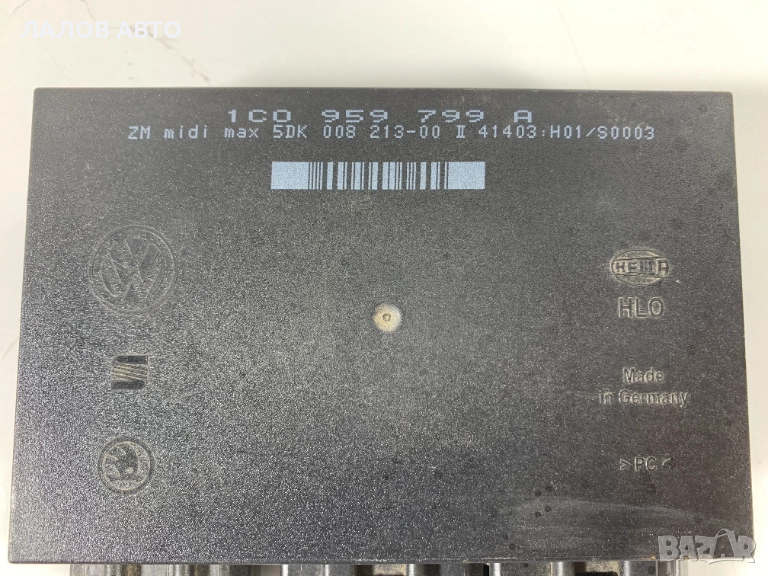 ЛАЛОВ АВТО
1C0 959 799 A
ZM midi max 5DK 008 213-00 II 41403:H01/S0003
HELLA
HLO
Made
in Germany
>PC<
BAZAR